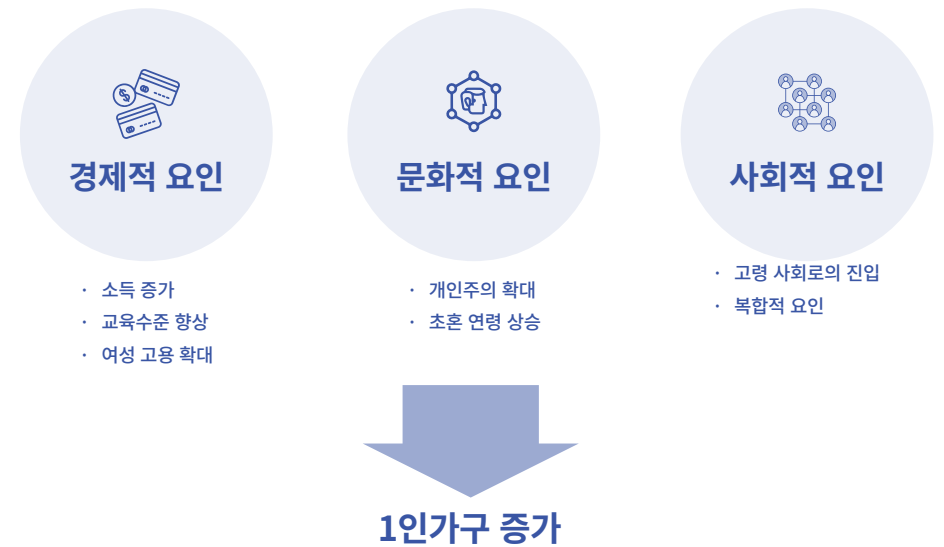 경제적 요인
· 소득 증가
· 교육수준 향상
· 여성 고용 확대
문화적 요인
· 개인주의 확대
· 초혼 연령 상승
사회적 요인
· 고령 사회로의 진입
· 복합적 요인
1인가구 증가